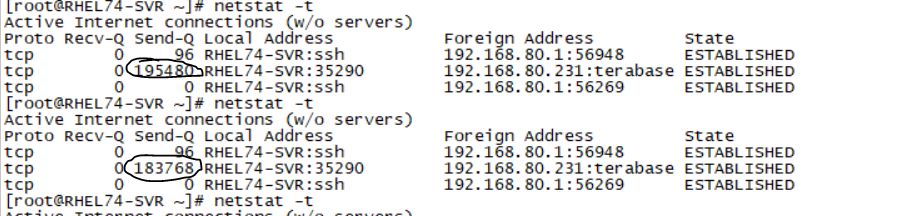 [root@RHEL74-SVR ~]# netstat -t
Active Internet connections (w/o servers)
Proto Recv-Q Send-Q Local Address           Foreign Address         State
tcp        0     96 RHEL74-SVR:ssh          192.168.80.1:56948      ESTABLISHED
tcp        0 195480 RHEL74-SVR:35290        192.168.80.231:terabase ESTABLISHED
tcp        0      0 RHEL74-SVR:ssh          192.168.80.1:56269      ESTABLISHED
[root@RHEL74-SVR ~]# netstat -t
Active Internet connections (w/o servers)
Proto Recv-Q Send-Q Local Address           Foreign Address         State
tcp        0     96 RHEL74-SVR:ssh          192.168.80.1:56948      ESTABLISHED
tcp        0 183768 RHEL74-SVR:35290        192.168.80.231:terabase ESTABLISHED
tcp        0      0 RHEL74-SVR:ssh          192.168.80.1:56269      ESTABLISHED
[root@RHEL74-SVR ~]# netstat -t
Active Internet connections (w/o servers)